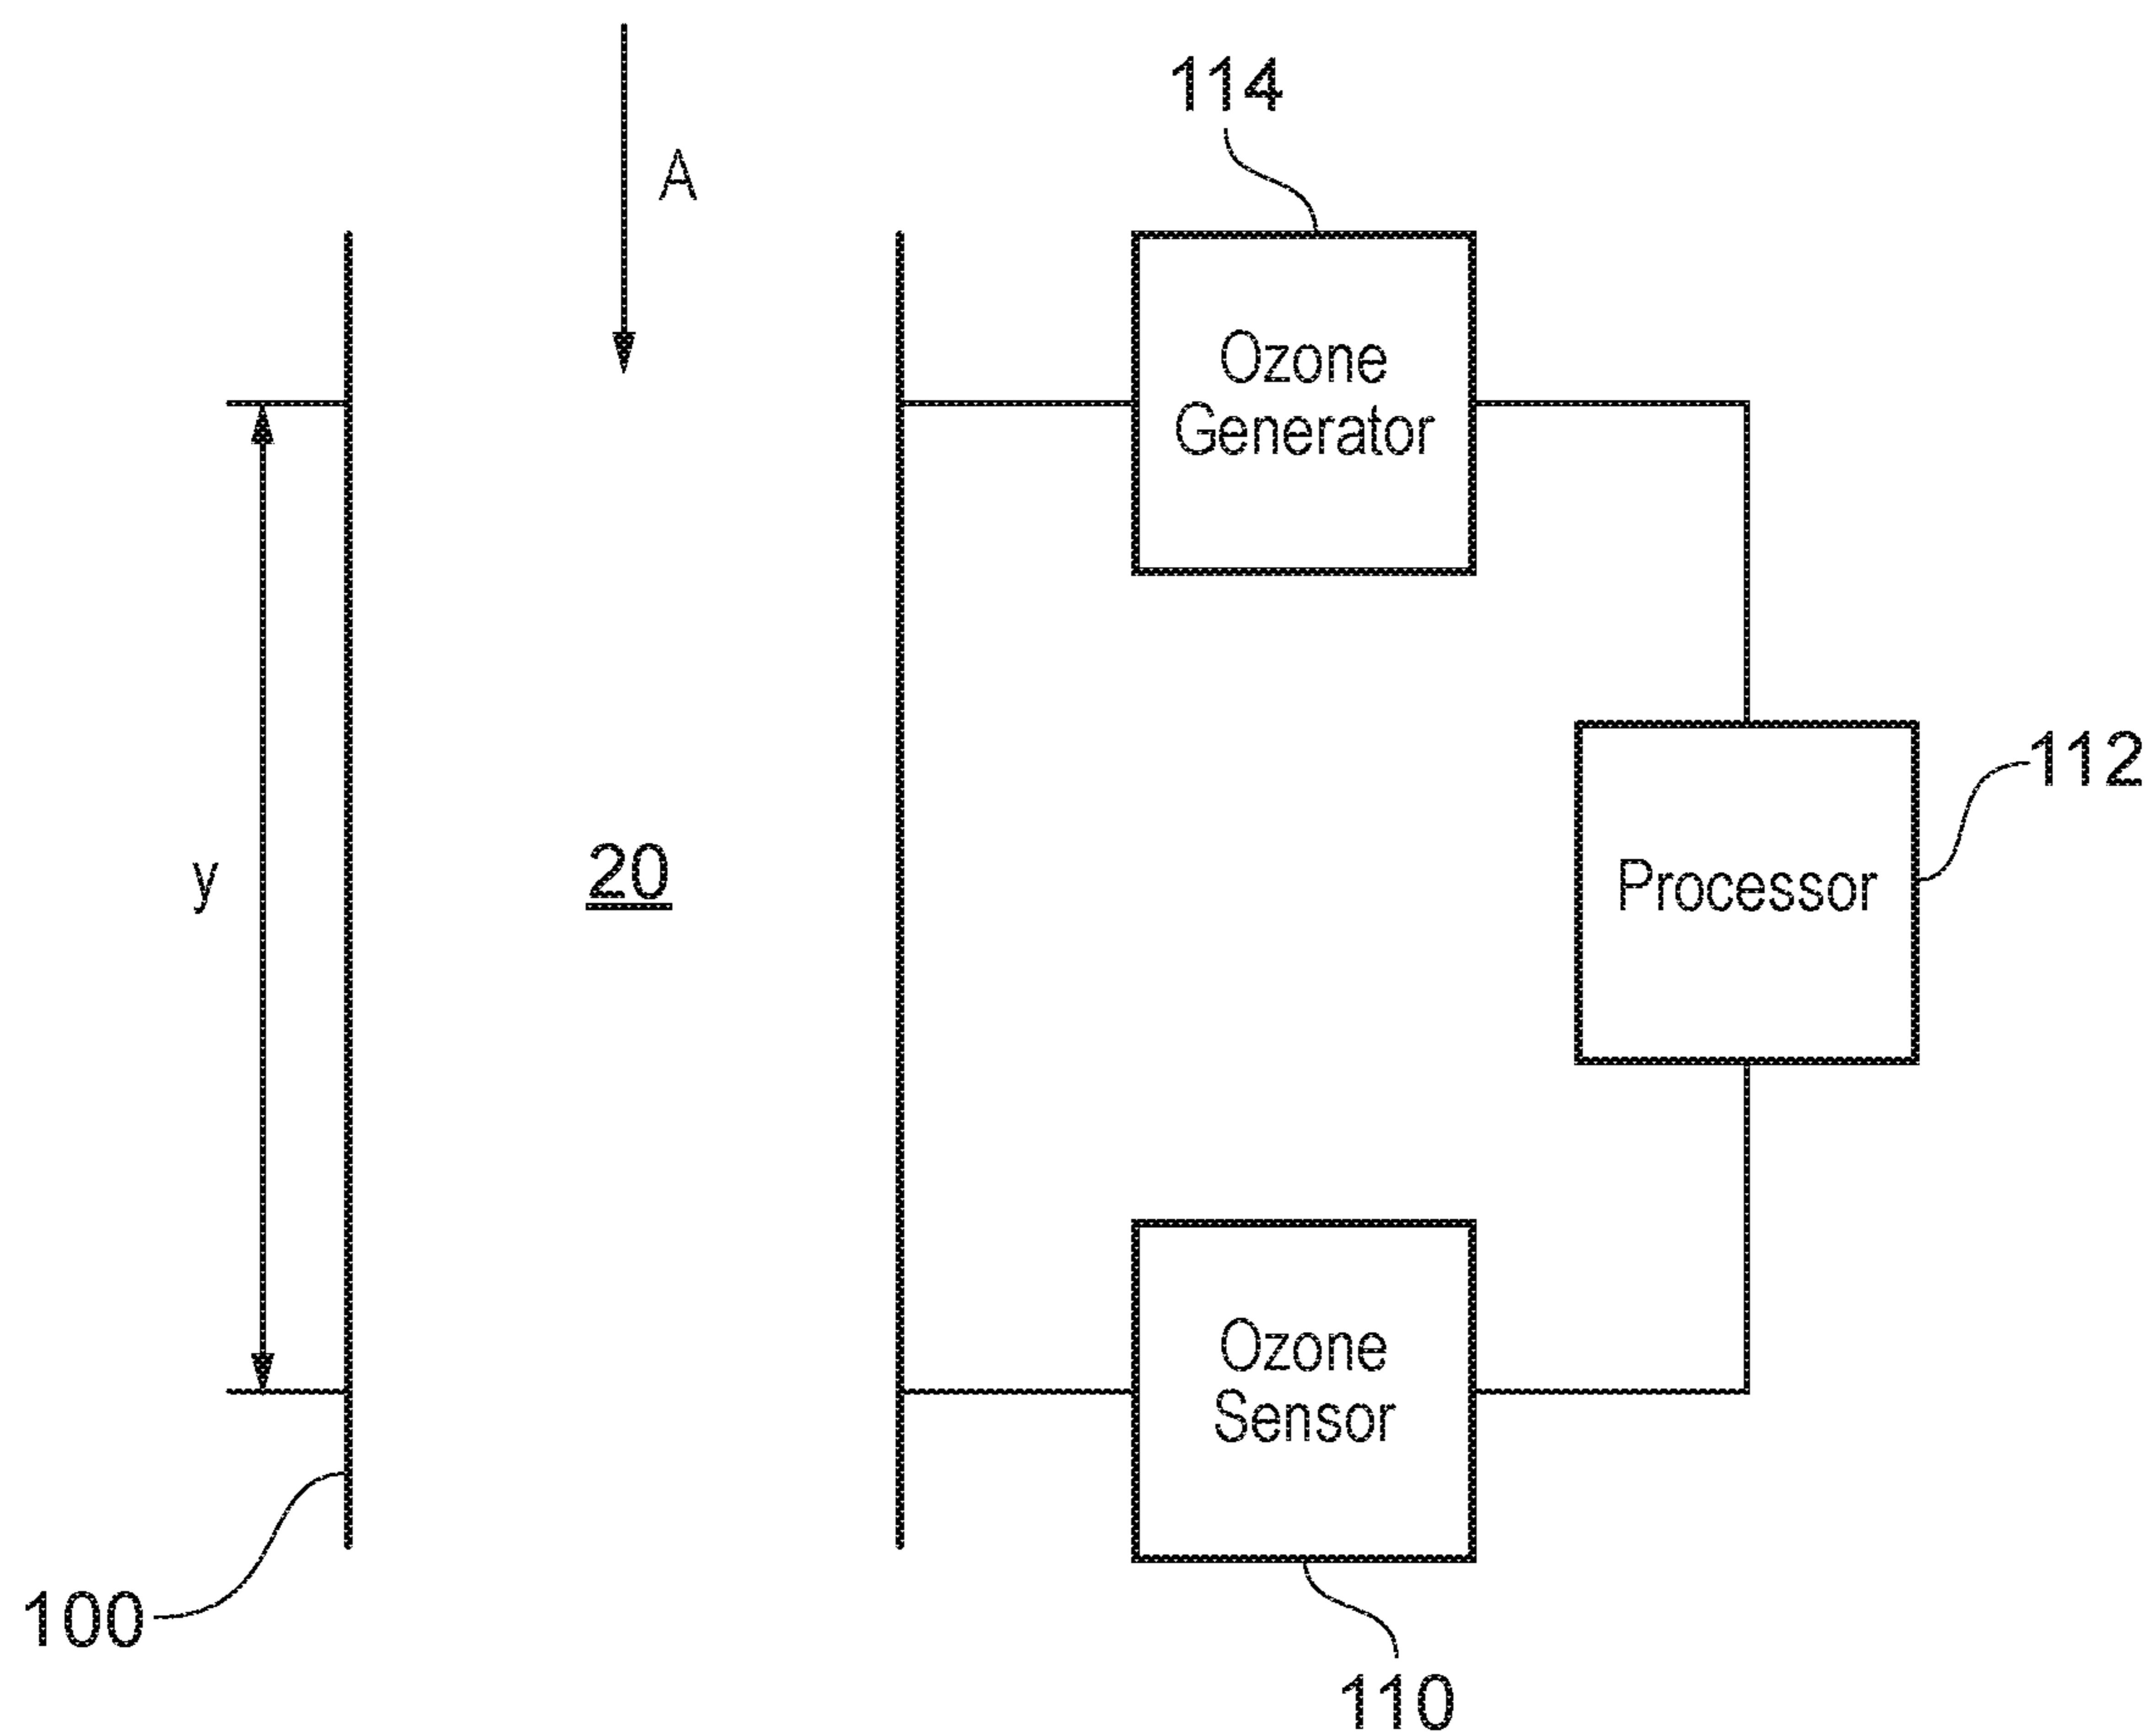 114
A
Ozone
Generator
112
20
y
Processor
Ozone
Sensor
100
110